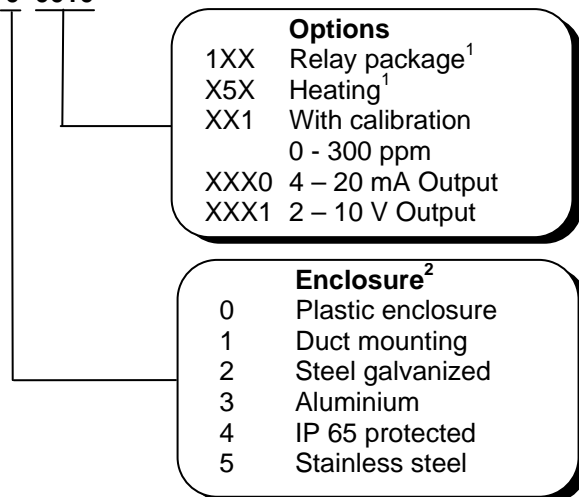 Options
1XX Relay package1
X5X Heating1
XX1 With calibration
0 - 300 ppm
XXX0 4 – 20 mA Output
XXX1 2 – 10 V Output
Enclosure2
0 Plastic enclosure
1 Duct mounting
2 Steel galvanized
3 Aluminium
4 IP 65 protected
5 Stainless steel